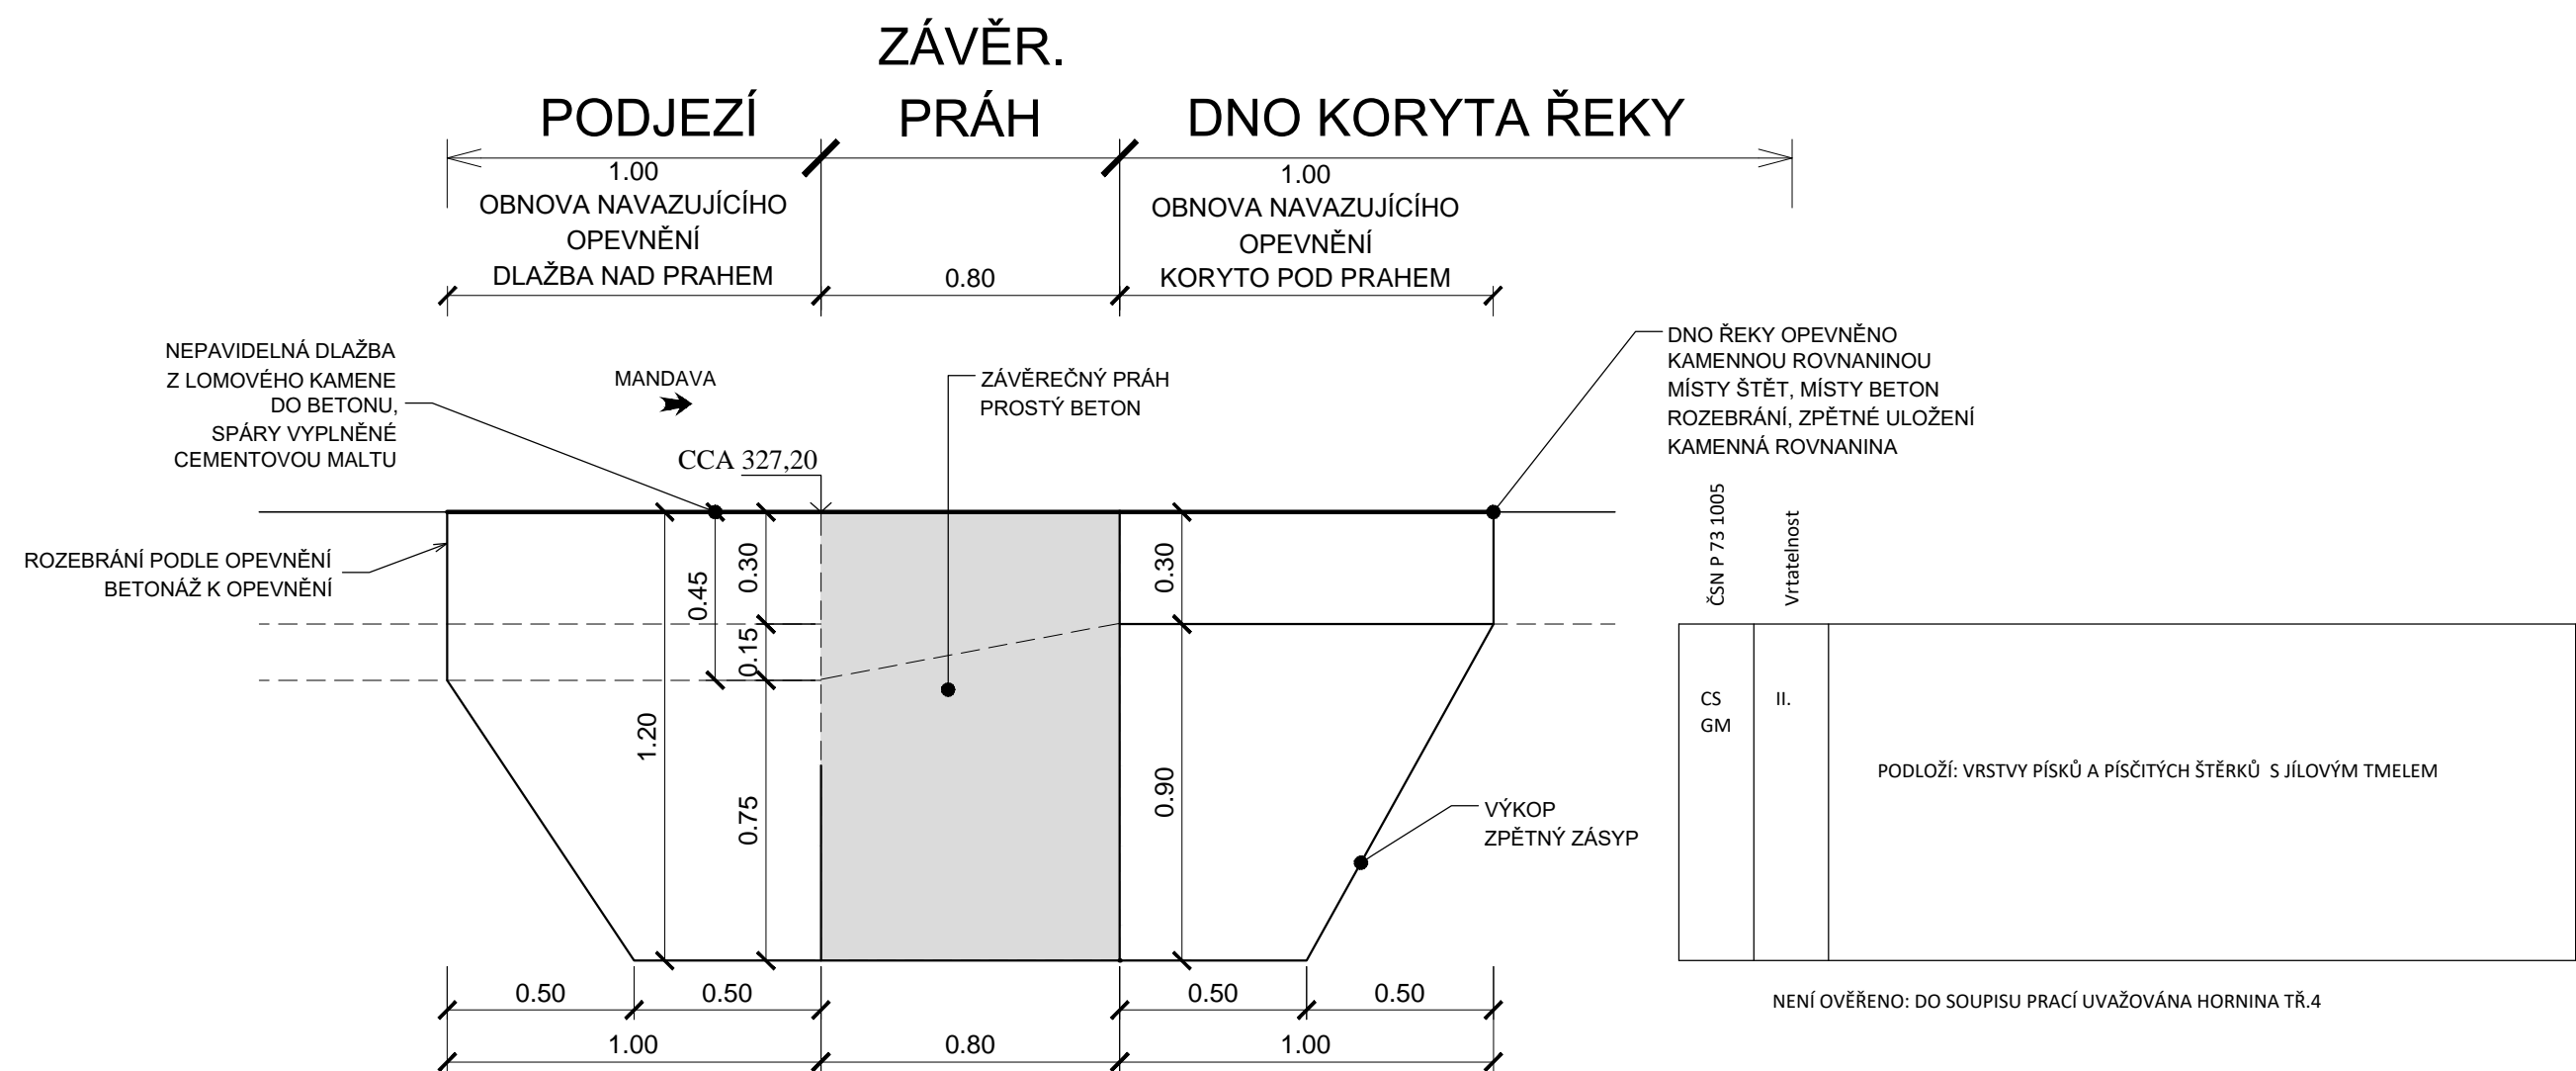 ZÁVĚR.
PODJEZÍ
PRÁH
DNO KORYTA ŘEKY
1.00
OBNOVA NAVAZUJÍCÍHO
OPEVNĚNÍ
DLAŽBA NAD PRAHEM
0.80
1.00
OBNOVA NAVAZUJÍCÍHO
OPEVNĚNÍ
KORYTO POD PRAHEM
NEPAVIDELNÁ DLAŽBA
Z LOMOVÉHO KAMENE
DO BETONU,
SPÁRY VYPLNĚNÉ
CEMENTOVOU MALTU
MANDAVA
ZÁVĚREČNÝ PRÁH
PROSTÝ BETON
DNO ŘEKY OPEVNĚNO
KAMENNOU ROVNANINOU
MÍSTY ŠTĚT, MÍSTY BETON
ROZEBRÁNÍ, ZPĚTNÉ ULOŽENÍ
KAMENNÁ ROVNANINA
CCA 327,20
ROZEBRÁNÍ PODLE OPEVNĚNÍ
BETONÁŽ K OPEVNĚNÍ
1.20
0.45
0.30
0.15
0.75
0.30
0.90
VÝKOP
ZPĚTNÝ ZÁSYP
ČSN P 73 1005
Vrtatelnost
CS
GM
II.
PODLOŽÍ: VRSTVY PÍSKŮ A PÍSČITÝCH ŠTĚRKŮ S JÍLOVÝM TMELEM
NENÍ OVĚŘENO: DO SOUPISU PRACÍ UVAŽOVÁNA HORNINA TŘ.4
0.50
0.50
0.50
0.50
1.00
0.80
1.00